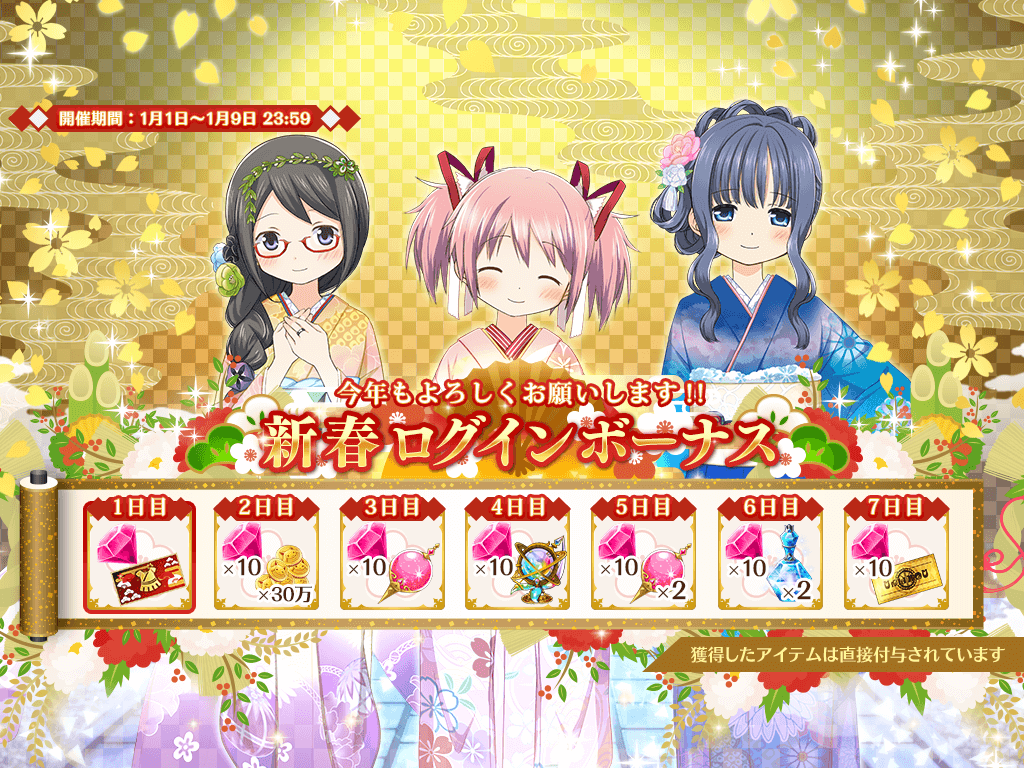 開催期間：1月1日～1月9日 23:59
今年もよろしくお願いします!!
新春ログインボーナス
1日目 2日目 3日目 4日目 5日目 6日目 7日目
×10 ×10 ×10 ×10 ×10 ×10
×30万 ×2 ×2
獲得したアイテムは直接付与されています